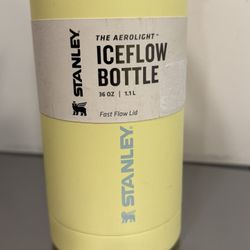 STANLEY
THE AEROLIGHT™
ICEFLOW
BOTTLE
36 OZ | 1.1 L
Fast Flow Lid
STANLEY